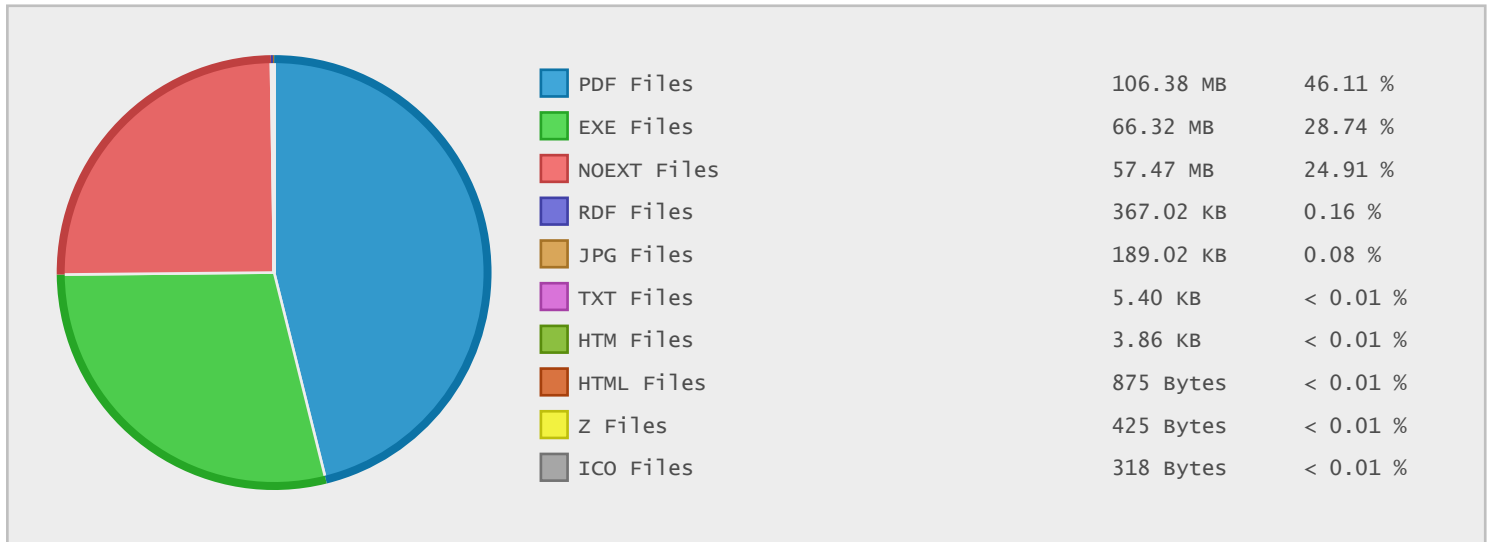 PDF Files 106.38 MB 46.11 %
EXE Files 66.32 MB 28.74 %
NOEXT Files 57.47 MB 24.91 %
RDF Files 367.02 KB 0.16 %
JPG Files 189.02 KB 0.08 %
TXT Files 5.40 KB < 0.01 %
HTM Files 3.86 KB < 0.01 %
HTML Files 875 Bytes < 0.01 %
Z Files 425 Bytes < 0.01 %
ICO Files 318 Bytes < 0.01 %